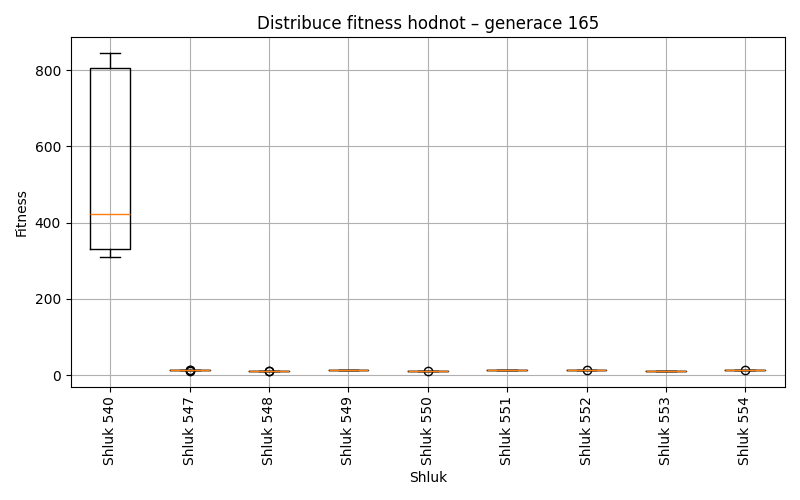 Distribuce fitness hodnot – generace 165
Fitness
800
600
400
200
0
Shluk 540
Shluk 547
Shluk 548
Shluk 549
Shluk 550
Shluk 551
Shluk 552
Shluk 553
Shluk 554
Shluk